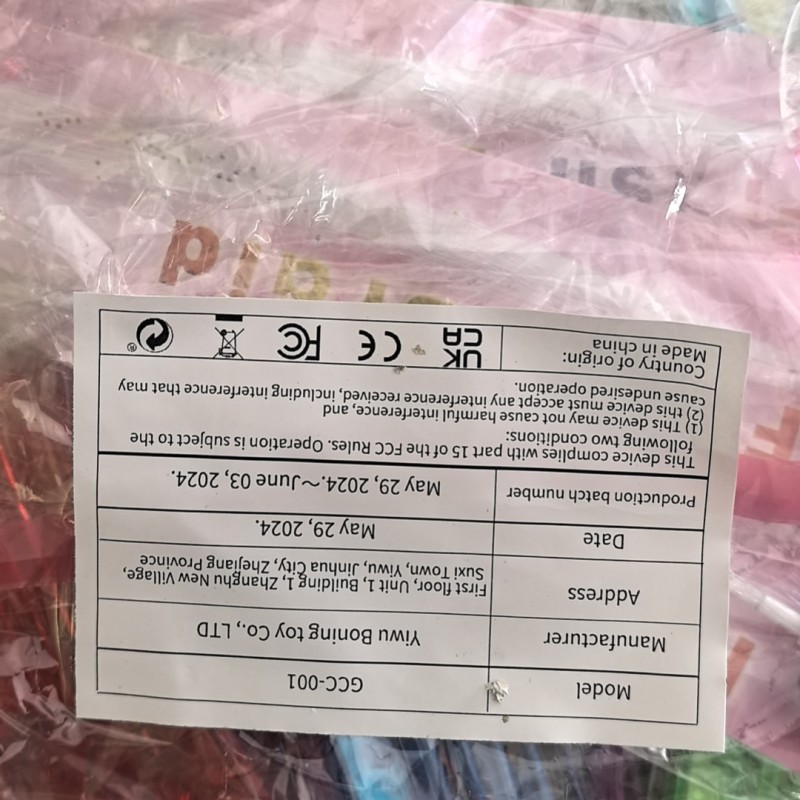 Model GCC-001
Manufacturer Yiwu Boning toy Co., LTD
Address First floor, Unit 1, Building 1, Zhanghu New Village,
Suxi Town, Yiwu, Jinhua City, Zhejiang Province
Date May 29, 2024.
Production batch number May 29, 2024.~June 03, 2024.
This device complies with part 15 of the FCC Rules. Operation is subject to the
following two conditions:
(1) This device may not cause harmful interference, and
(2) this device must accept any interference received, including interference that may
cause undesired operation.
Country of origin:
Made in china
UK
CA
CE
FC